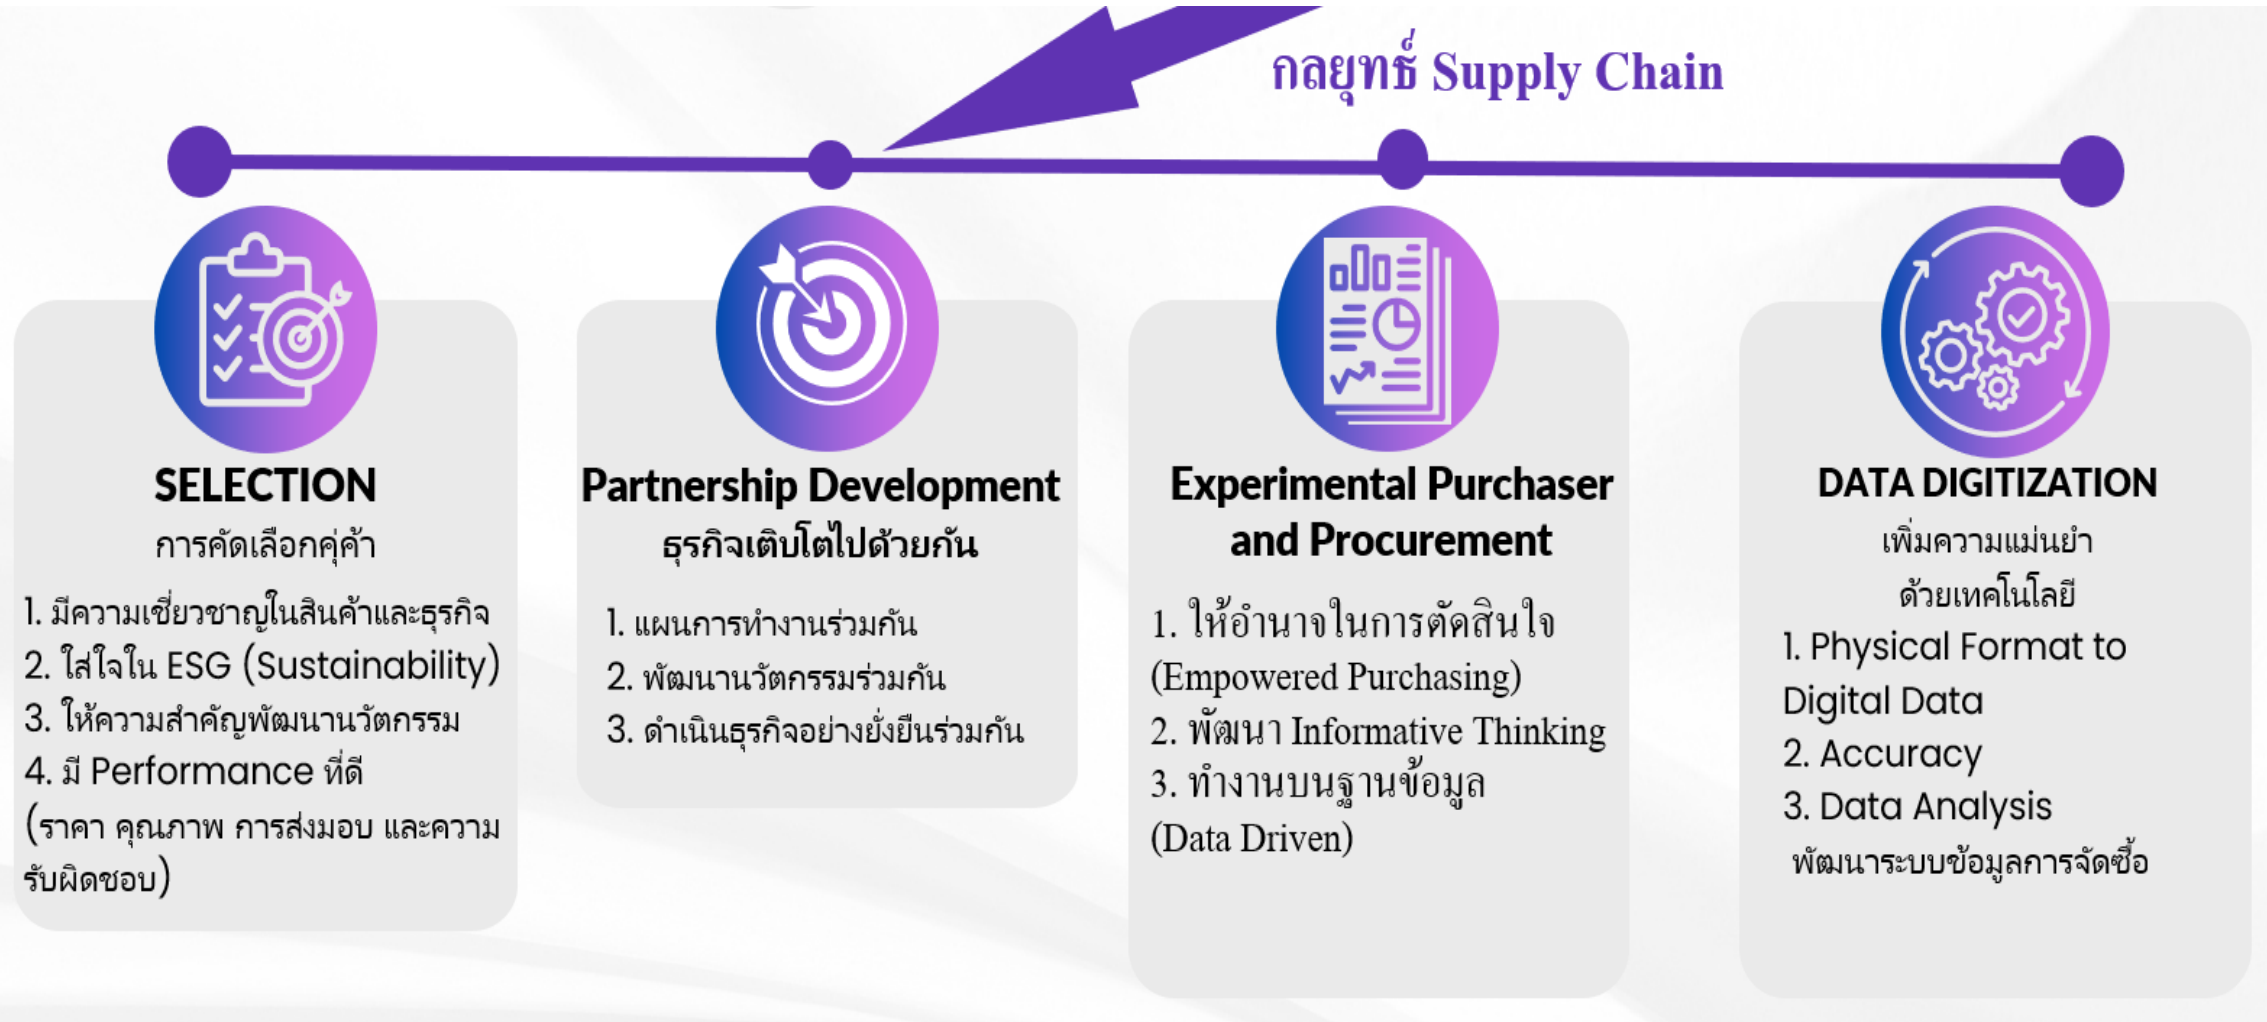 กลยุทธ์ Supply Chain
SELECTION
การคัดเลือกคู่ค้า
1. มีความเชี่ยวชาญในสินค้าและธุรกิจ
2. ใส่ใจใน ESG (Sustainability)
3. ให้ความสำคัญพัฒนานวัตกรรม
4. มี Performance ที่ดี
(ราคา คุณภาพ การส่งมอบ และความ
รับผิดชอบ)
Partnership Development
ธุรกิจเติบโตไปด้วยกัน
1. แผนการทำงานร่วมกัน
2. พัฒนานวัตกรรมร่วมกัน
3. ดำเนินธุรกิจอย่างยั่งยืนร่วมกัน
Experimental Purchaser
and Procurement
1. ให้อำนาจในการตัดสินใจ
(Empowered Purchasing)
2. พัฒนา Informative Thinking
3. ทำงานบนฐานข้อมูล
(Data Driven)
DATA DIGITIZATION
เพิ่มความแม่นยำ
ด้วยเทคโนโลยี
1. Physical Format to
Digital Data
2. Accuracy
3. Data Analysis
พัฒนาระบบข้อมูลการจัดซื้อ